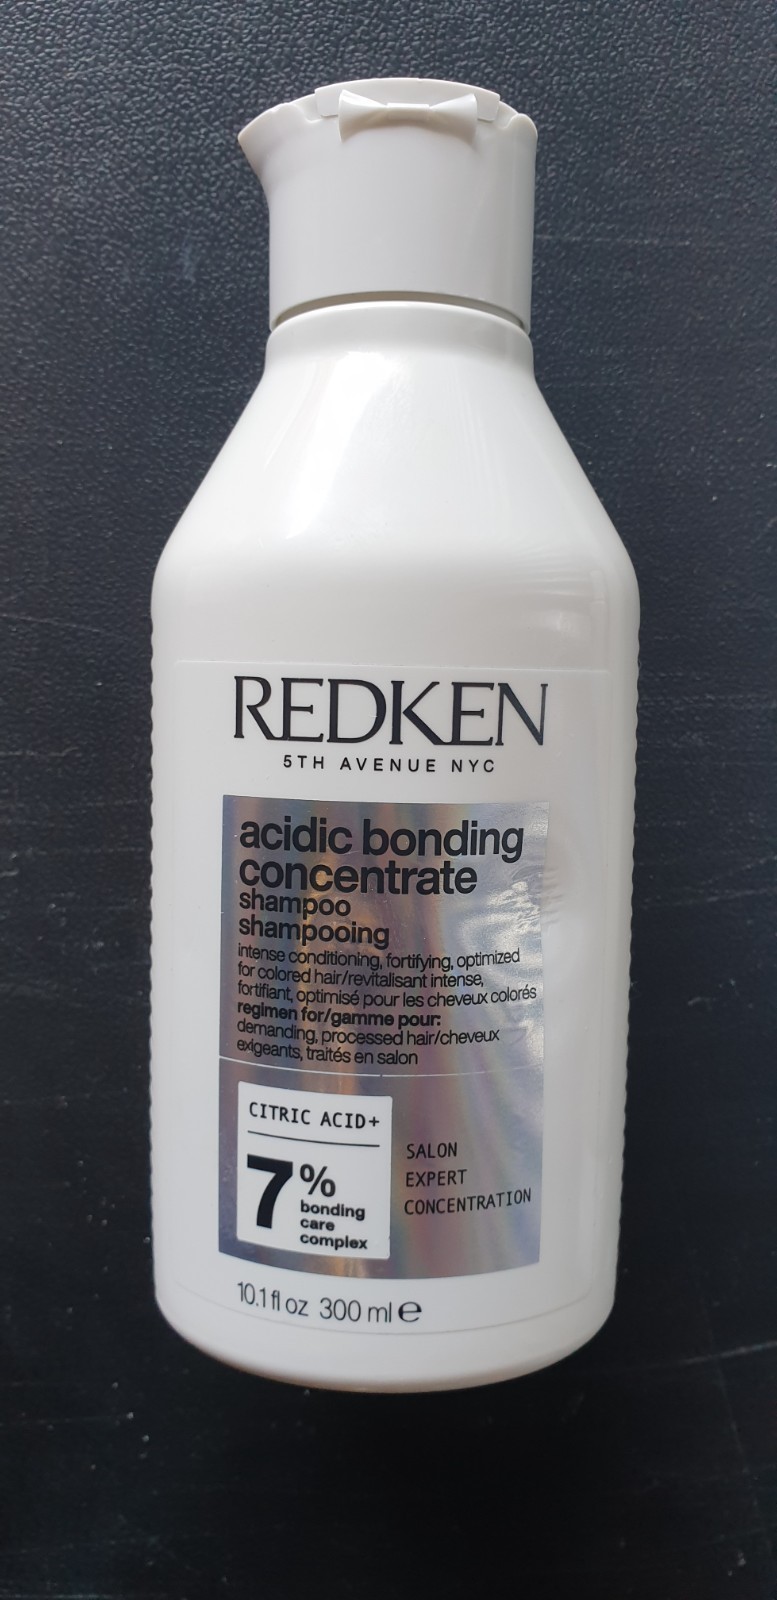 REDKEN
5TH AVENUE NYC
acidic bonding
concentrate
shampoo
shampooing
intense conditioning, fortifying, optimized
for colored hair/revitalisant intense,
fortifiant, optimisé pour les cheveux colorés
regimen for/gamme pour:
demanding, processed hair/cheveux
exigeants, traités en salon
CITRIC ACID+
7%
bonding
care
complex
SALON
EXPERT
CONCENTRATION
10.1 fl oz 300 ml ℮